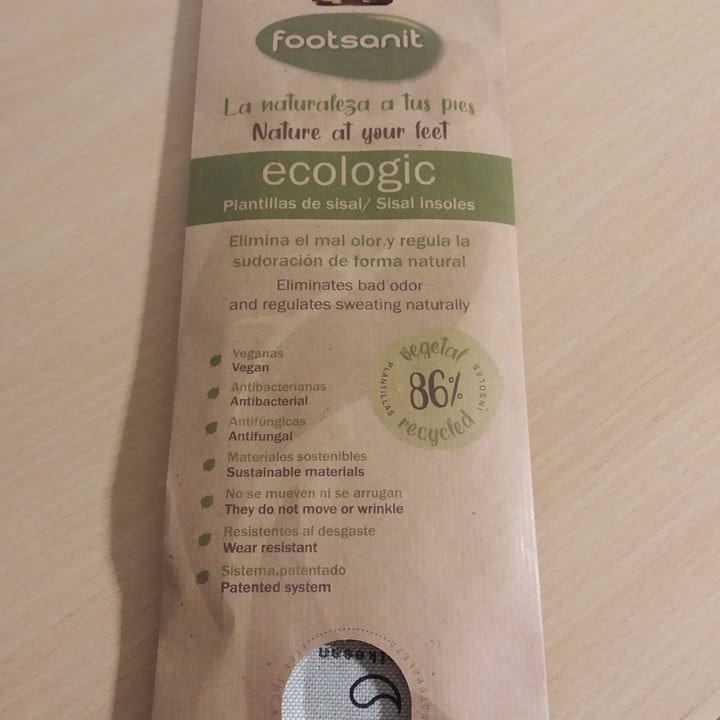 footsanit
La naturaleza a tus pies
Nature at your feet
ecologic
Plantillas de sisal/ Sisal insoles
Elimina el mal olor.y regula la
sudoración de forma natural
Eliminates bad odor
and regulates sweating naturally
Veganas
Vegan
Antibacterianas
Antibacterial
Antifúngicas
Antifungal
Materiales sostenibles
Sustainable materials
No se mueven ni se arrugan
They do not move or wrinkle
Resistentes al desgaste
Wear resistant
Sistema.patentado
Patented system
vegetal
PLANTILLAS
86%
INSOLES
recycled